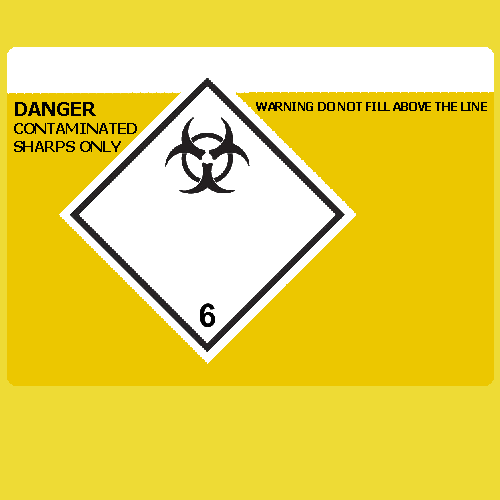 DANGER
CONTAMINATED
SHARPS ONLY
WARNING DO NOT FILL ABOVE THE LINE
6